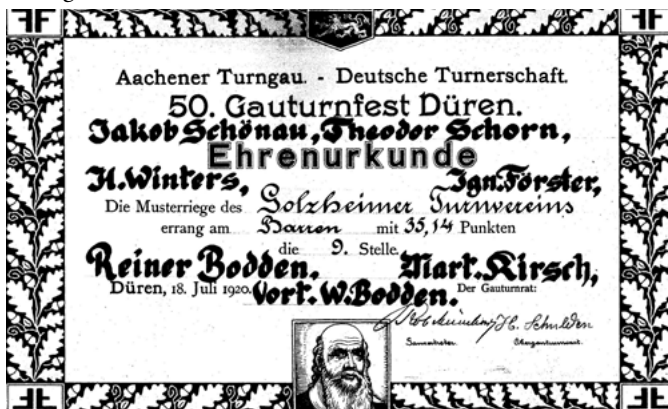 Aachener Turngau. - Deutsche Turnerschaft.
50. Gauturnfest Düren.
Jakob Schönau, Theodor Schorn,
Ehrenurkunde
H. Winters, Ign. Förster,
Die Musterriege des Golzheimer Turnvereins
errang am Barren mit 35,14 Punkten
die 9. Stelle.
Reiner Bodden. Mart. Kirsch,
Düren, 18. Juli 1920. Vort. W. Bodden. Der Gauturnrat:
H. Schulden